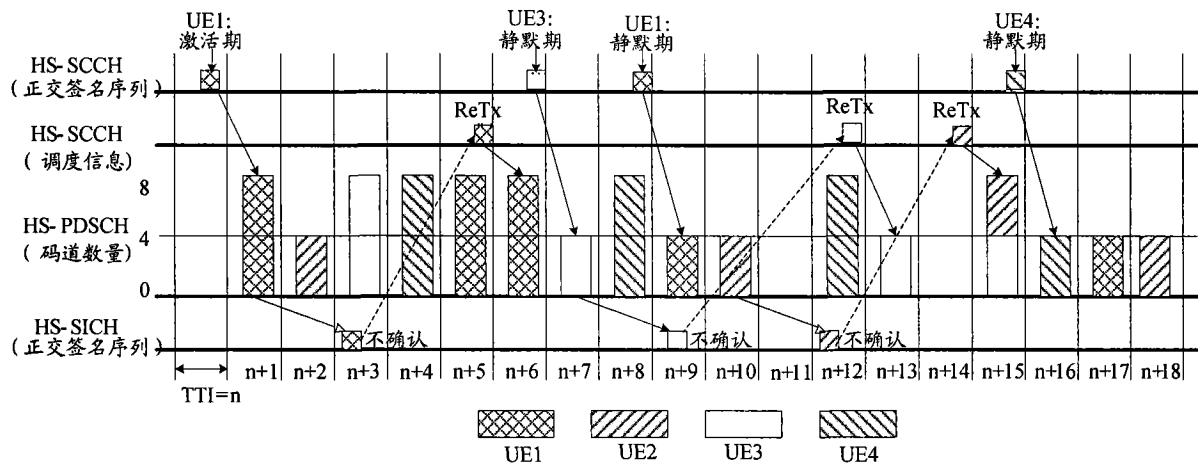 UE1:
激活期
UE3:
静默期
UE1:
静默期
UE4:
静默期
HS-SCCH
(正交签名序列)
ReTx
ReTx
ReTx
HS-SCCH
(调度信息)
8
HS-PDSCH
(码道数量)
4
0
HS-SICH
(正交签名序列)
不确认
不确认
不确认
TTI=n
n+1
n+2
n+3
n+4
n+5
n+6
n+7
n+8
n+9
n+10
n+11
n+12
n+13
n+14
n+15
n+16
n+17
n+18
UE1
UE2
UE3
UE4